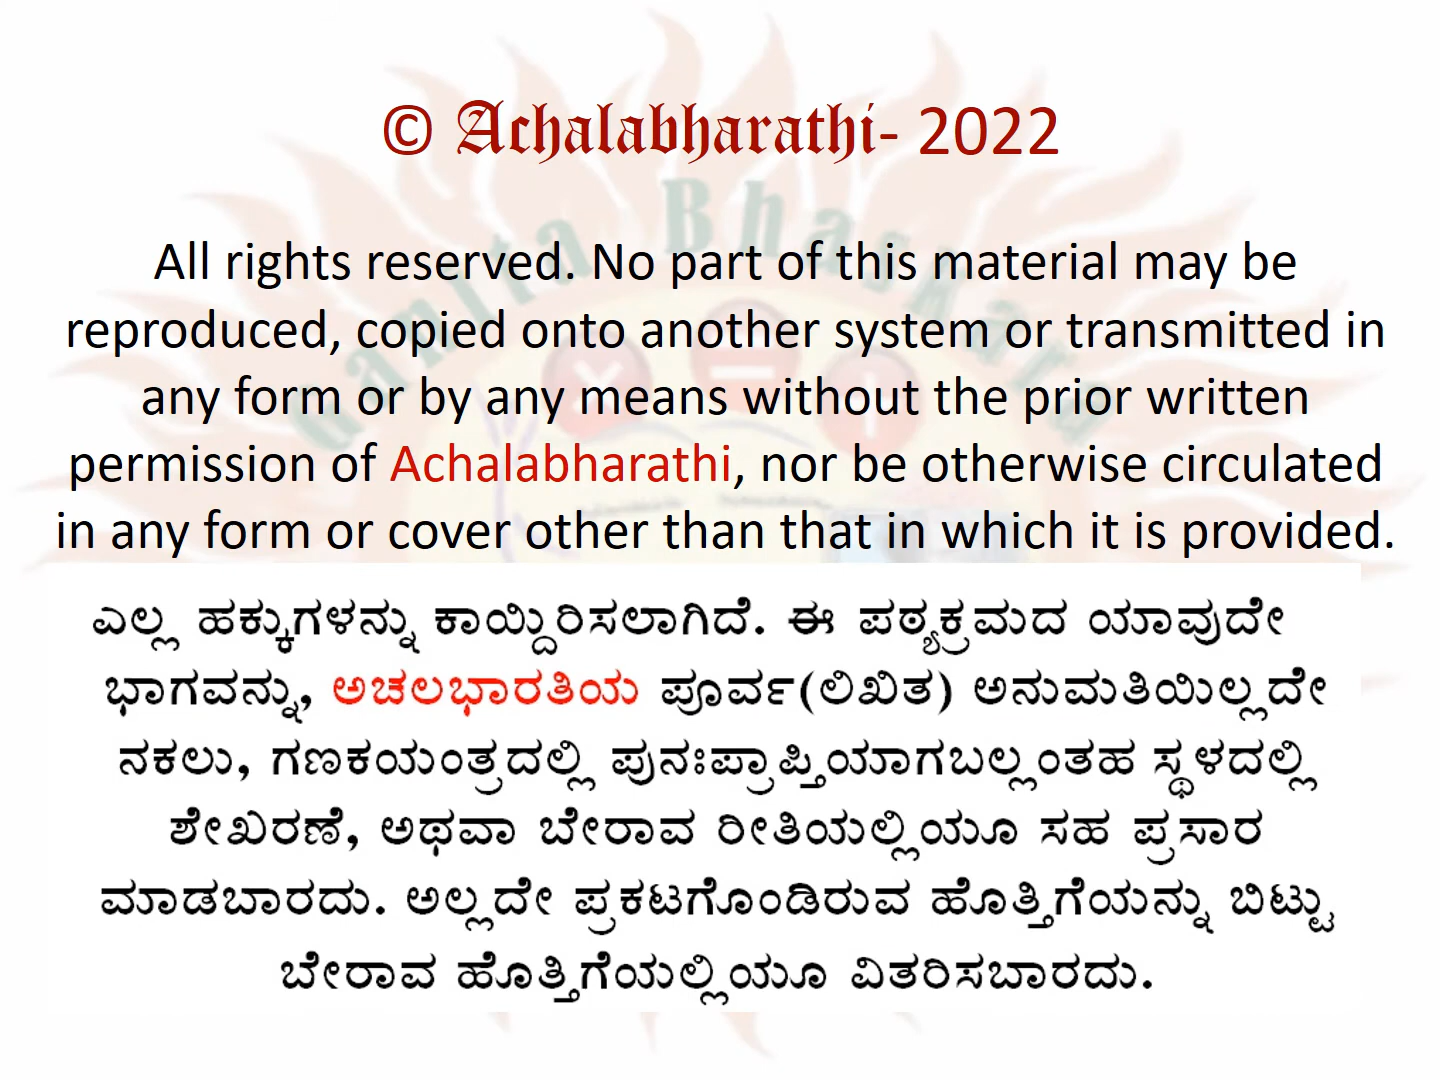 © Achalabharathi- 2022
Ganita Bhaskara
All rights reserved. No part of this material may be
reproduced, copied onto another system or transmitted in
any form or by any means without the prior written
permission of Achalabharathi, nor be otherwise circulated
in any form or cover other than that in which it is provided.
ಎಲ್ಲ ಹಕ್ಕುಗಳನ್ನು ಕಾಯ್ದಿರಿಸಲಾಗಿದೆ. ಈ ಪಠ್ಯಕ್ರಮದ ಯಾವುದೇ
ಭಾಗವನ್ನು, ಅಚಲಭಾರತಿಯ ಪೂರ್ವ(ಲಿಖಿತ) ಅನುಮತಿಯಿಲ್ಲದೇ
ನಕಲು, ಗಣಕಯಂತ್ರದಲ್ಲಿ ಪುನಃಪ್ರಾಪ್ತಿಯಾಗಬಲ್ಲಂತಹ ಸ್ಥಳದಲ್ಲಿ
ಶೇಖರಣೆ, ಅಥವಾ ಬೇರಾವ ರೀತಿಯಲ್ಲಿಯೂ ಸಹ ಪ್ರಸಾರ
ಮಾಡಬಾರದು. ಅಲ್ಲದೇ ಪ್ರಕಟಗೊಂಡಿರುವ ಹೊತ್ತಿಗೆಯನ್ನು ಬಿಟ್ಟು
ಬೇರಾವ ಹೊತ್ತಿಗೆಯಲ್ಲಿಯೂ ವಿತರಿಸಬಾರದು.